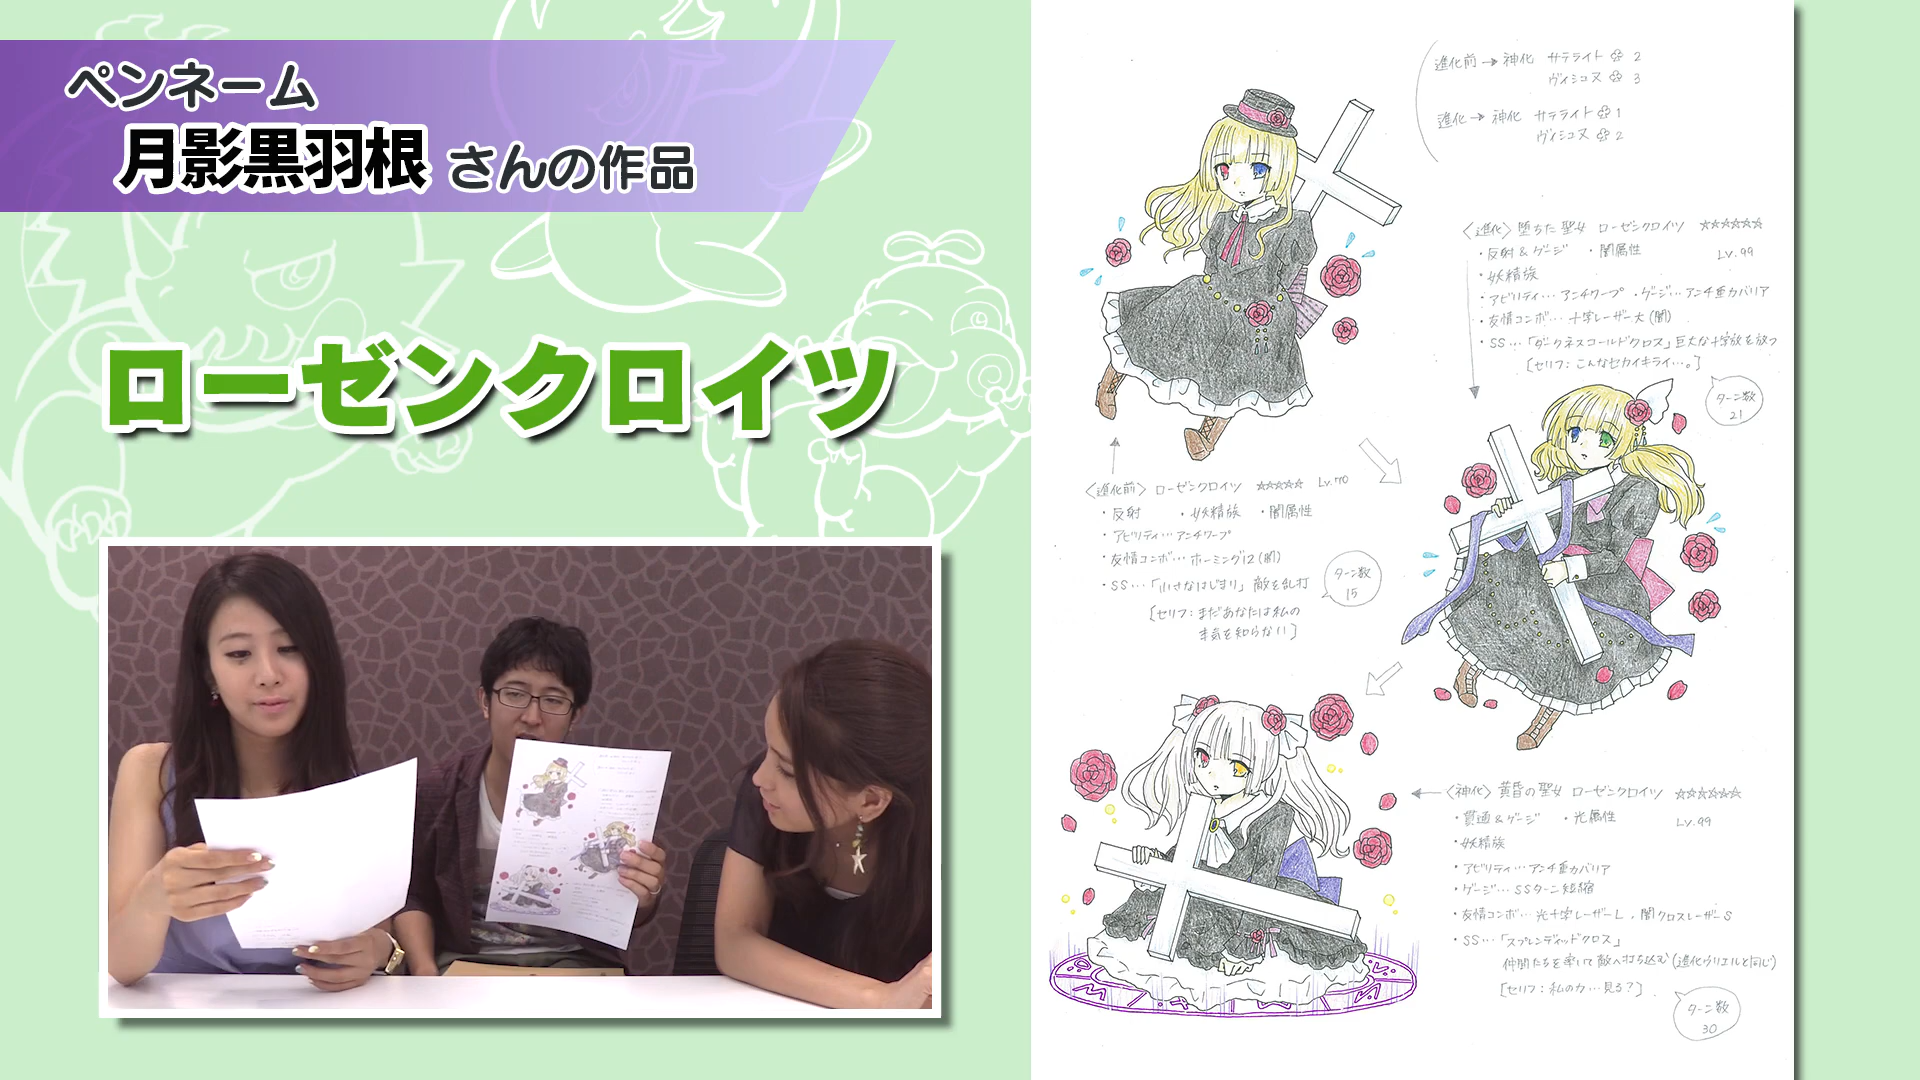 ペンネーム
月影黒羽根 さんの作品
ローゼンクロイツ
進化前→神化 サテライト 2
ヴィシュヌ 3
進化→神化 サテライト 1
ヴィシュヌ 2
〈進化〉堕ちた聖女 ローゼンクロイツ ☆☆☆☆☆☆
・反射&ゲージ ・闇属性 Lv.99
・妖精族
・アビリティ…アンチワープ ・ゲージ…アンチ重力バリア
・友情コンボ…十字レーザー大(闇)
・SS…「ダークネスコールドクロス」巨大な十字放を放つ
[セリフ:こんなセカイキライ…。]
ターン数
21
〈進化前〉ローゼンクロイツ ☆☆☆☆☆ Lv.70
・反射 ・妖精族 ・闇属性
・アビリティ…アンチワープ
・友情コンボ…ホーミング12(闇)
・SS…「小さなはじまり」敵を乱打
[セリフ:まだあなたは私の
本気を知らない]
ターン数
15
〈神化〉黄昏の聖女 ローゼンクロイツ ☆☆☆☆☆☆
・貫通&ゲージ ・光属性 Lv.99
・妖精族
・アビリティ…アンチ重力バリア
・ゲージ…SSターン短縮
・友情コンボ…光十字レーザーL,闇クロスレーザーS
・SS…「スプレンディッドクロス」
仲間たちを率いて敵へ打ち込む(進化ウリエルと同じ)
[セリフ:私の力…見る?]
ターン数
30